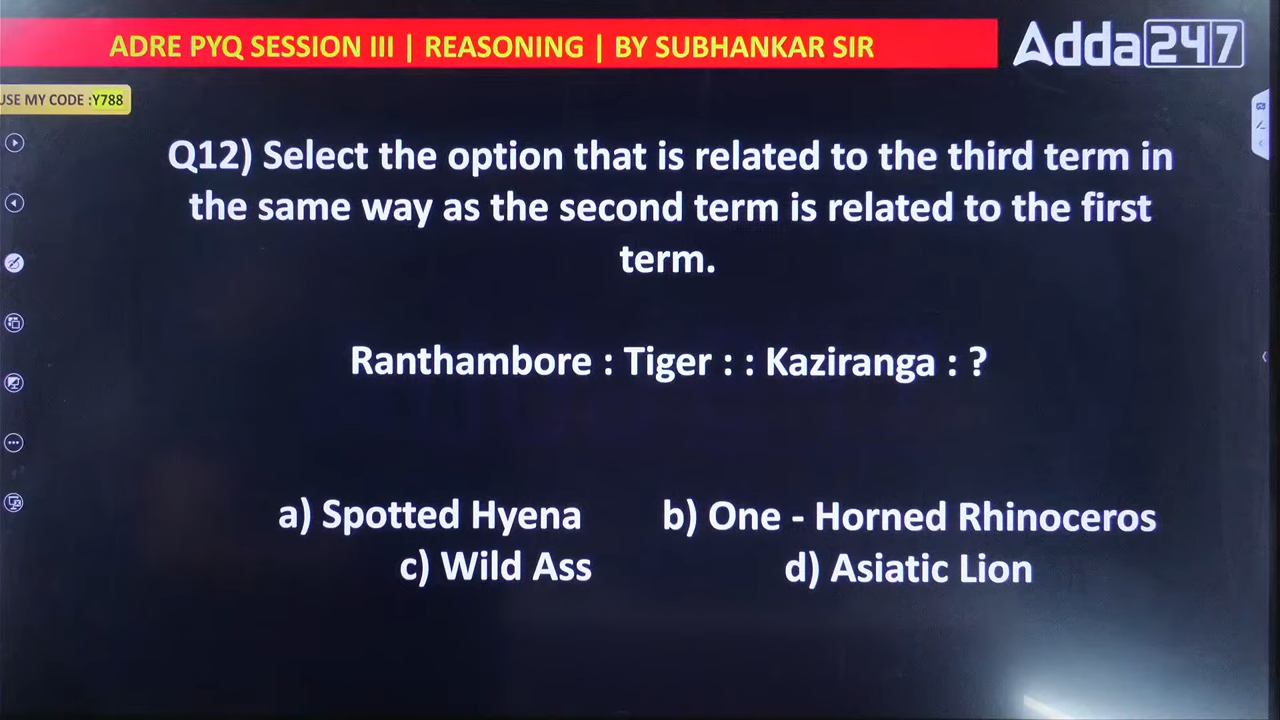 ADRE PYQ SESSION III | REASONING | BY SUBHANKAR SIR
Adda247
USE MY CODE :Y788
Q12) Select the option that is related to the third term in
the same way as the second term is related to the first
term.
Ranthambore : Tiger : : Kaziranga : ?
a) Spotted Hyena b) One - Horned Rhinoceros
c) Wild Ass d) Asiatic Lion